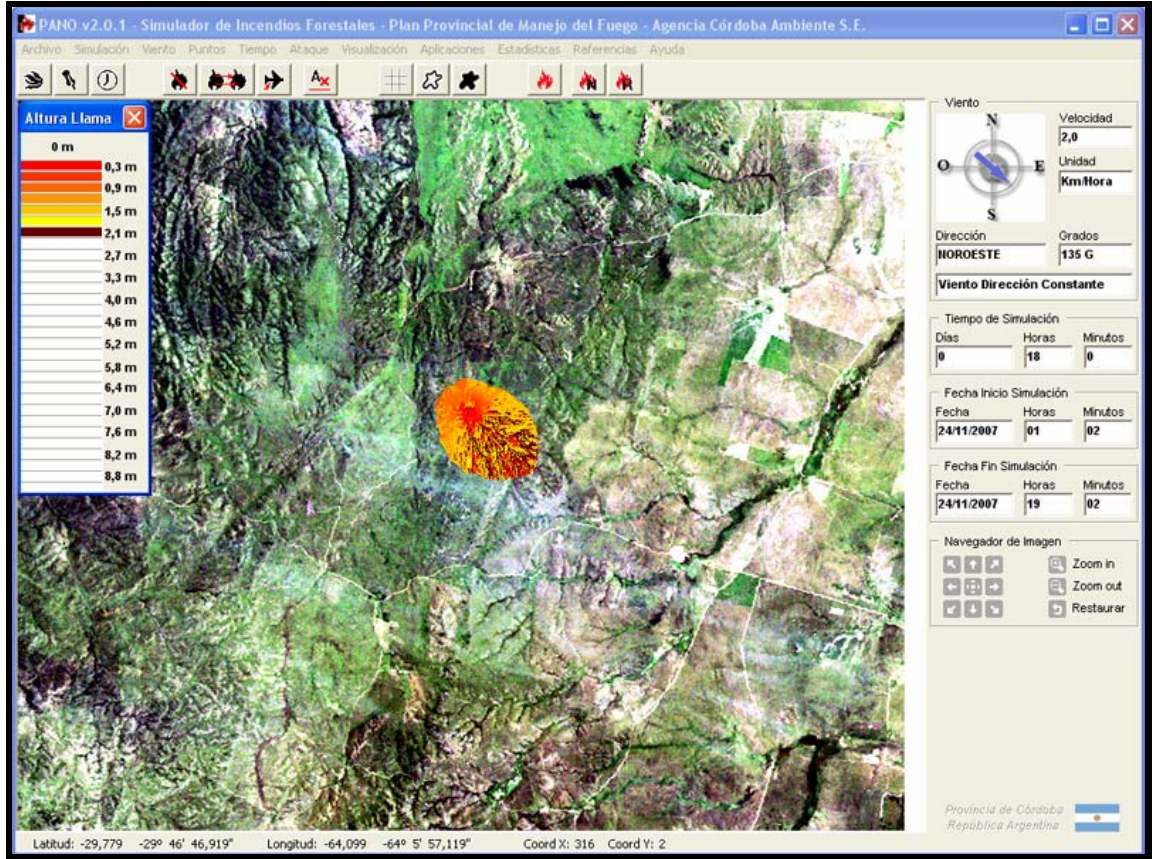 PANO v2.0.1 - Simulador de Incendios Forestales - Plan Provincial de Manejo del Fuego - Agencia Córdoba Ambiente S.E.
Archivo Simulación Viento Puntos Tiempo Ataque Visualización Aplicaciones Estadísticas Referencias Ayuda
A N R
Altura Llama
0 m
0,3 m
0,9 m
1,5 m
2,1 m
2,7 m
3,3 m
4,0 m
4,6 m
5,2 m
5,8 m
6,4 m
7,0 m
7,6 m
8,2 m
8,8 m
Viento
N
O E
S
Velocidad
2,0
Unidad
Km/Hora
Dirección Grados
NOROESTE 135 G
Viento Dirección Constante
Tiempo de Simulación
Días Horas Minutos
0 18 0
Fecha Inicio Simulación
Fecha Horas Minutos
24/11/2007 01 02
Fecha Fin Simulación
Fecha Horas Minutos
24/11/2007 19 02
Navegador de Imagen
Zoom in
Zoom out
Restaurar
Provincia de Córdoba
República Argentina
Latitud: -29,779 -29º 46' 46,919" Longitud: -64,099 -64º 5' 57,119" Coord X: 316 Coord Y: 2